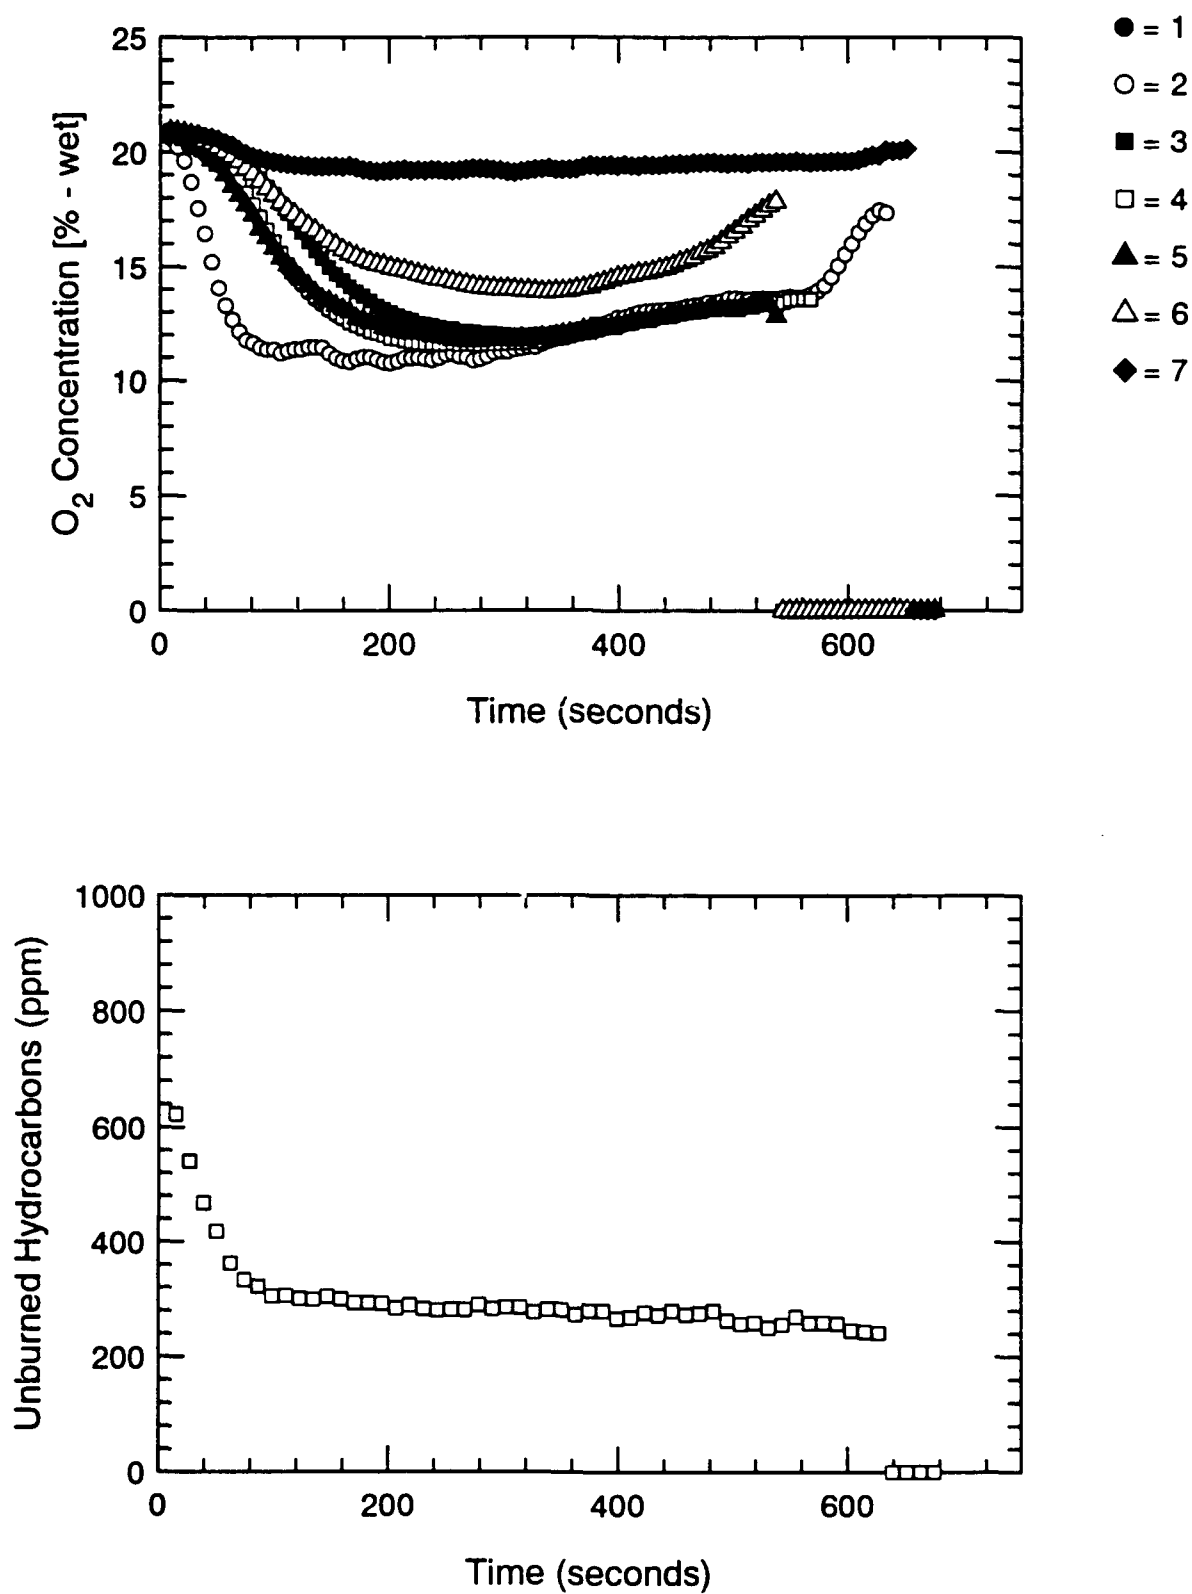 25
20
15
10
5
0
O2 Concentration [% - wet]
0 200 400 600
Time (seconds)
● = 1
○ = 2
■ = 3
□ = 4
▲ = 5
△ = 6
◆ = 7
1000
800
600
400
200
0
Unburned Hydrocarbons (ppm)
0 200 400 600
Time (seconds)